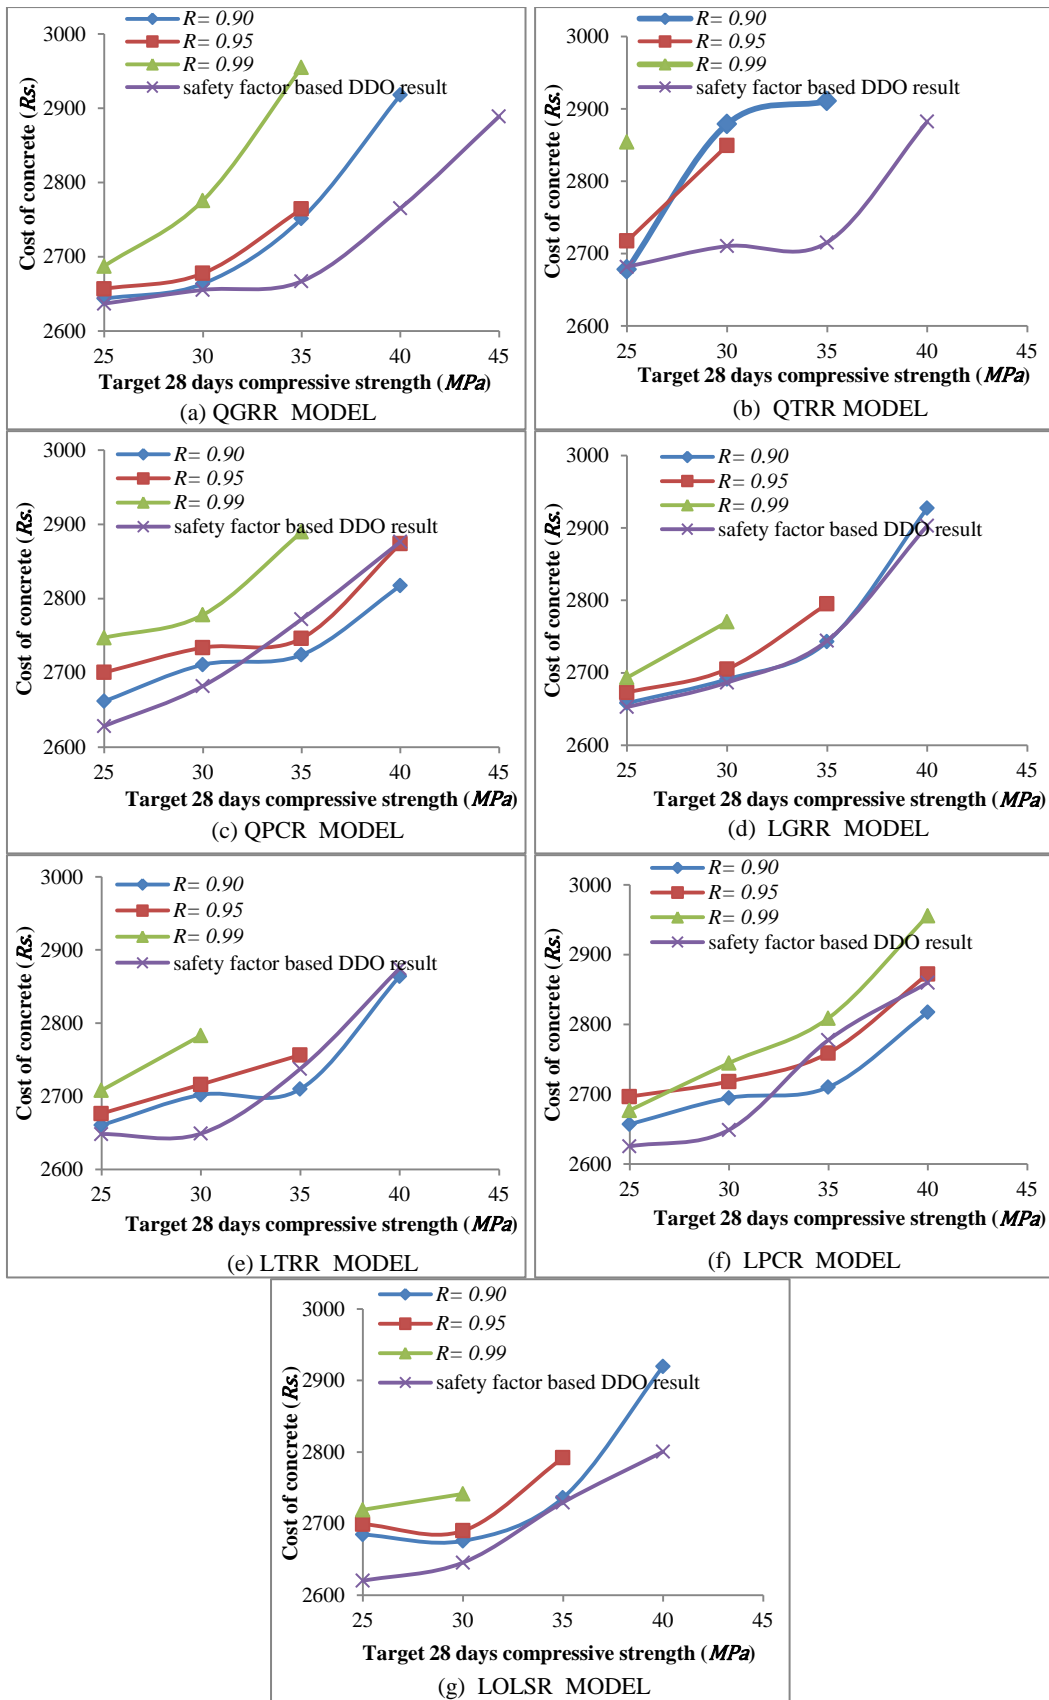 R= 0.90
R= 0.95
R= 0.99
safety factor based DDO result
3000
2900
2800
2700
2600
Cost of concrete (Rs.)
25 30 35 40 45
Target 28 days compressive strength (MPa)
(a) QGRR MODEL
R= 0.90
R= 0.95
R= 0.99
safety factor based DDO result
3000
2900
2800
2700
2600
Cost of concrete (Rs.)
25 30 35 40 45
Target 28 days compressive strength (MPa)
(b) QTRR MODEL
R= 0.90
R= 0.95
R= 0.99
safety factor based DDO result
3000
2900
2800
2700
2600
Cost of concrete (Rs.)
25 30 35 40 45
Target 28 days compressive strength (MPa)
(c) QPCR MODEL
R= 0.90
R= 0.95
R= 0.99
safety factor based DDO result
3000
2900
2800
2700
2600
Cost of concrete (Rs.)
25 30 35 40 45
Target 28 days compressive strength (MPa)
(d) LGRR MODEL
R= 0.90
R= 0.95
R= 0.99
safety factor based DDO result
3000
2900
2800
2700
2600
Cost of concrete (Rs.)
25 30 35 40 45
Target 28 days compressive strength (MPa)
(e) LTRR MODEL
R= 0.90
R= 0.95
R= 0.99
safety factor based DDO result
3000
2900
2800
2700
2600
Cost of concrete (Rs.)
25 30 35 40 45
Target 28 days compressive strength (MPa)
(f) LPCR MODEL
R= 0.90
R= 0.95
R= 0.99
safety factor based DDO result
3000
2900
2800
2700
2600
Cost of concrete (Rs.)
25 30 35 40 45
Target 28 days compressive strength (MPa)
(g) LOLSR MODEL